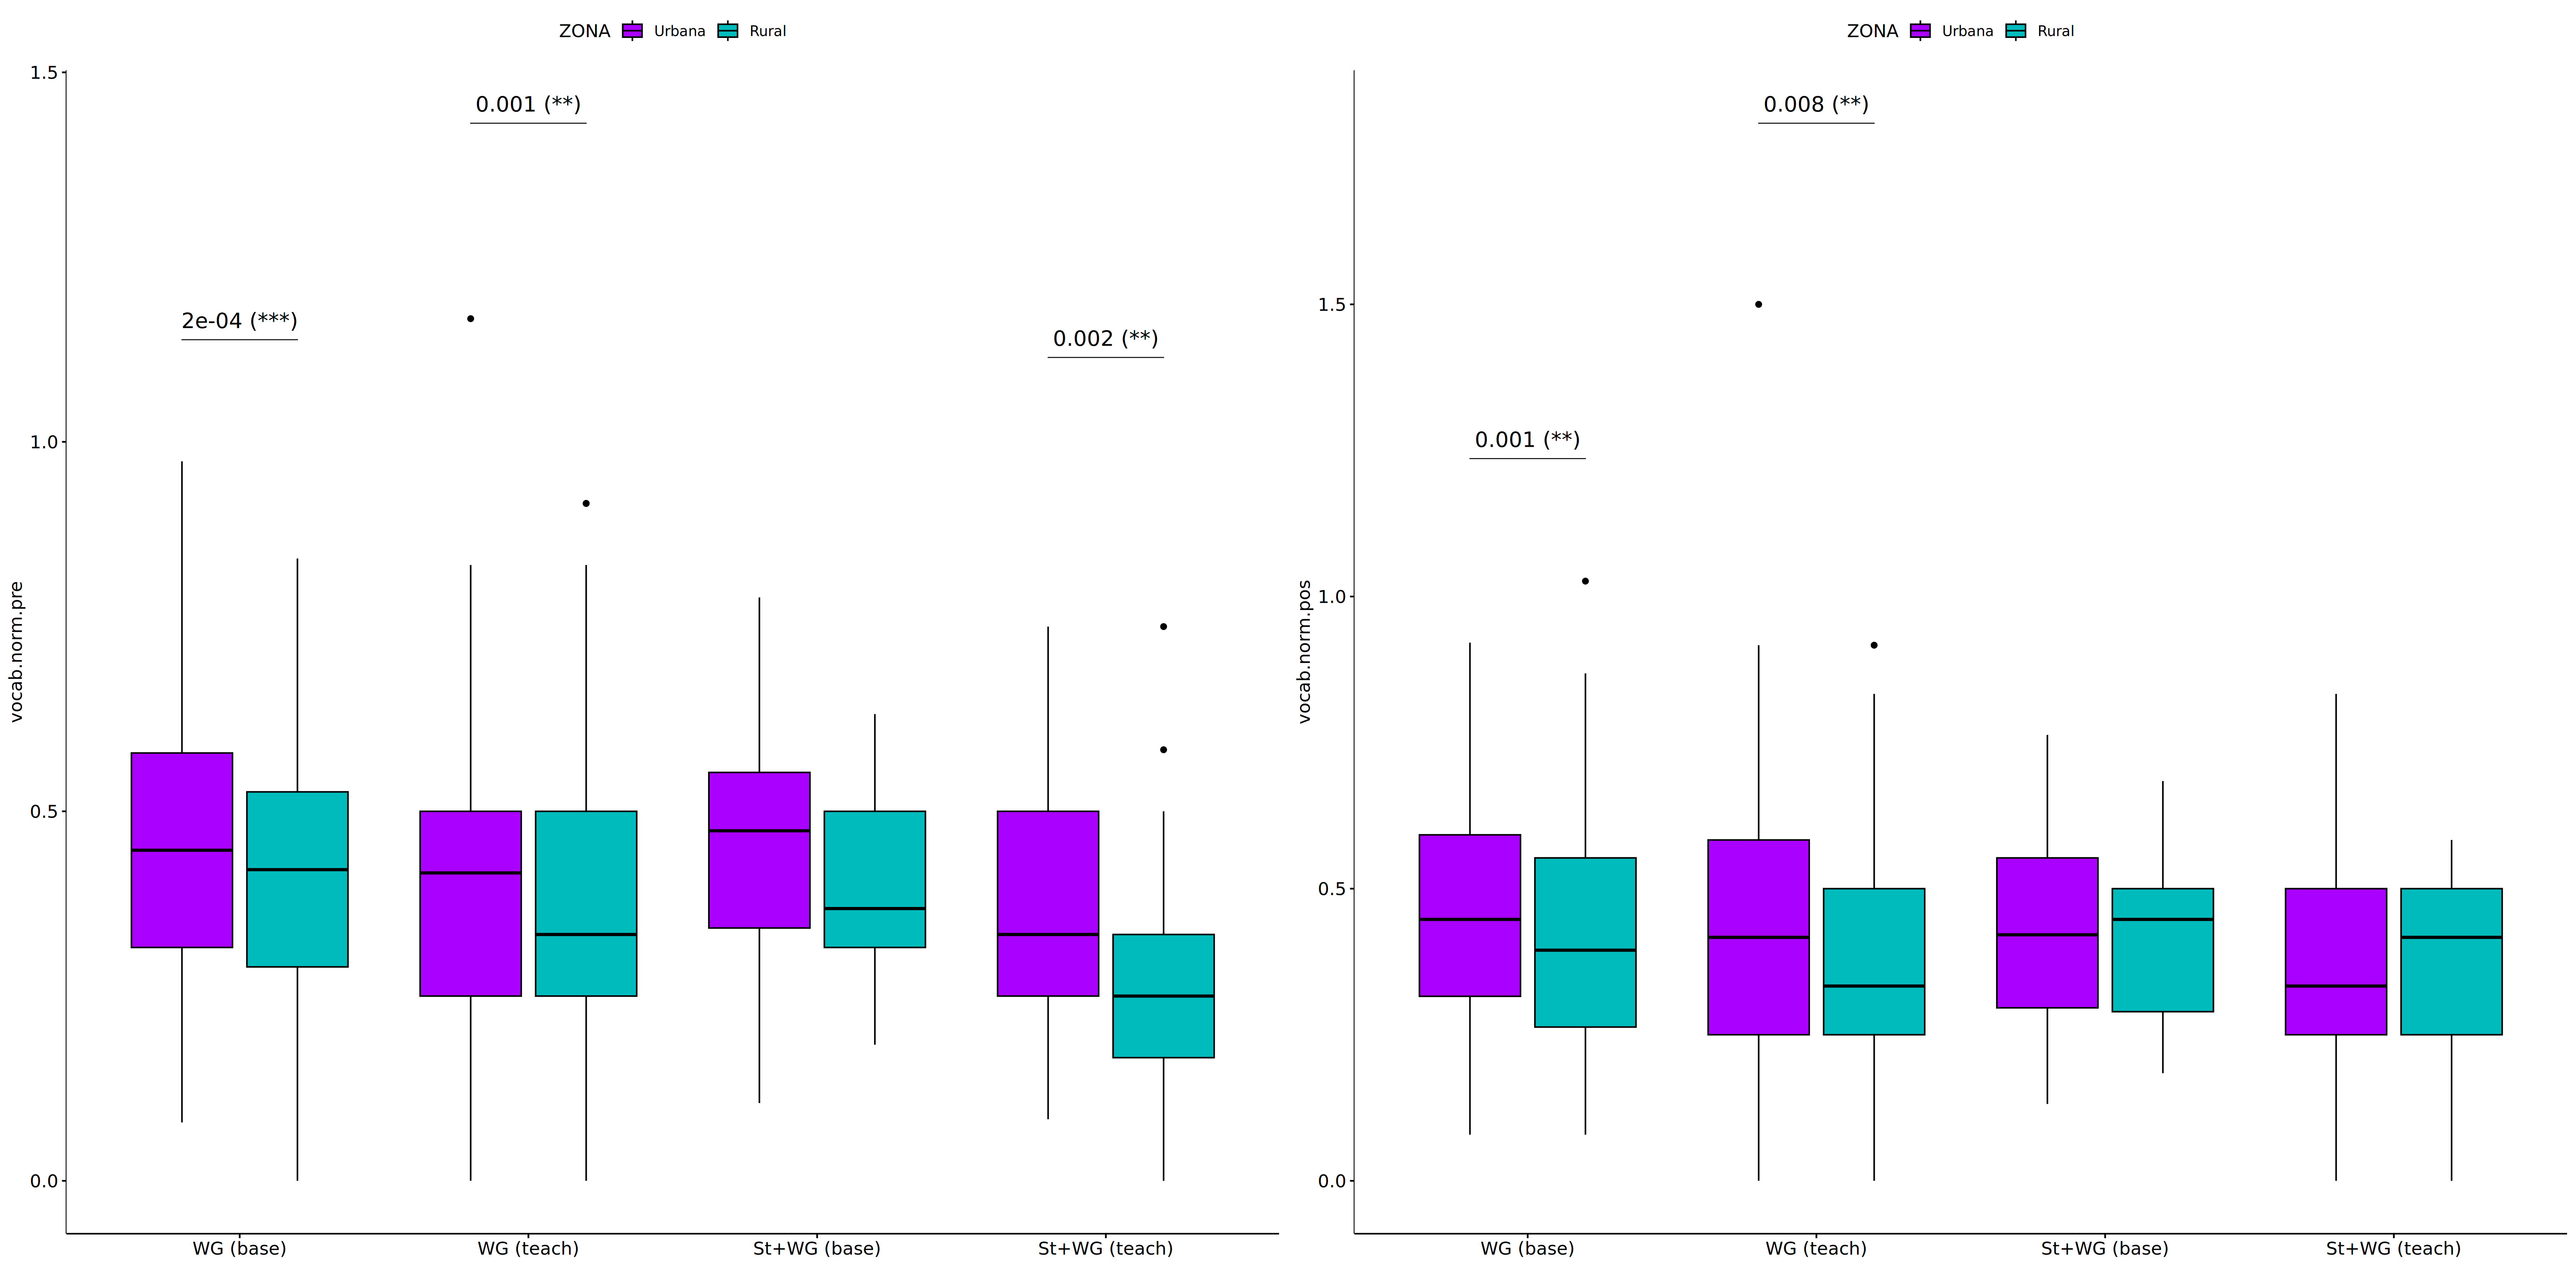 ZONA Urbana Rural
1.5
0.001 (**)
2e-04 (***)
0.002 (**)
1.0
vocab.norm.pre
0.5
0.0
WG (base) WG (teach) St+WG (base) St+WG (teach)
ZONA Urbana Rural
0.008 (**)
1.5
0.001 (**)
1.0
vocab.norm.pos
0.5
0.0
WG (base) WG (teach) St+WG (base) St+WG (teach)